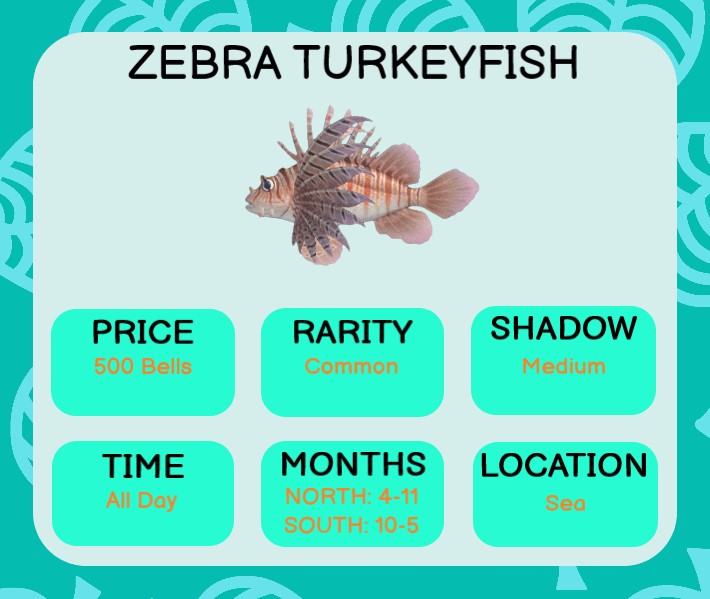 ZEBRA TURKEYFISH
PRICE
500 Bells
RARITY
Common
SHADOW
Medium
TIME
All Day
MONTHS
NORTH: 4-11
SOUTH: 10-5
LOCATION
Sea